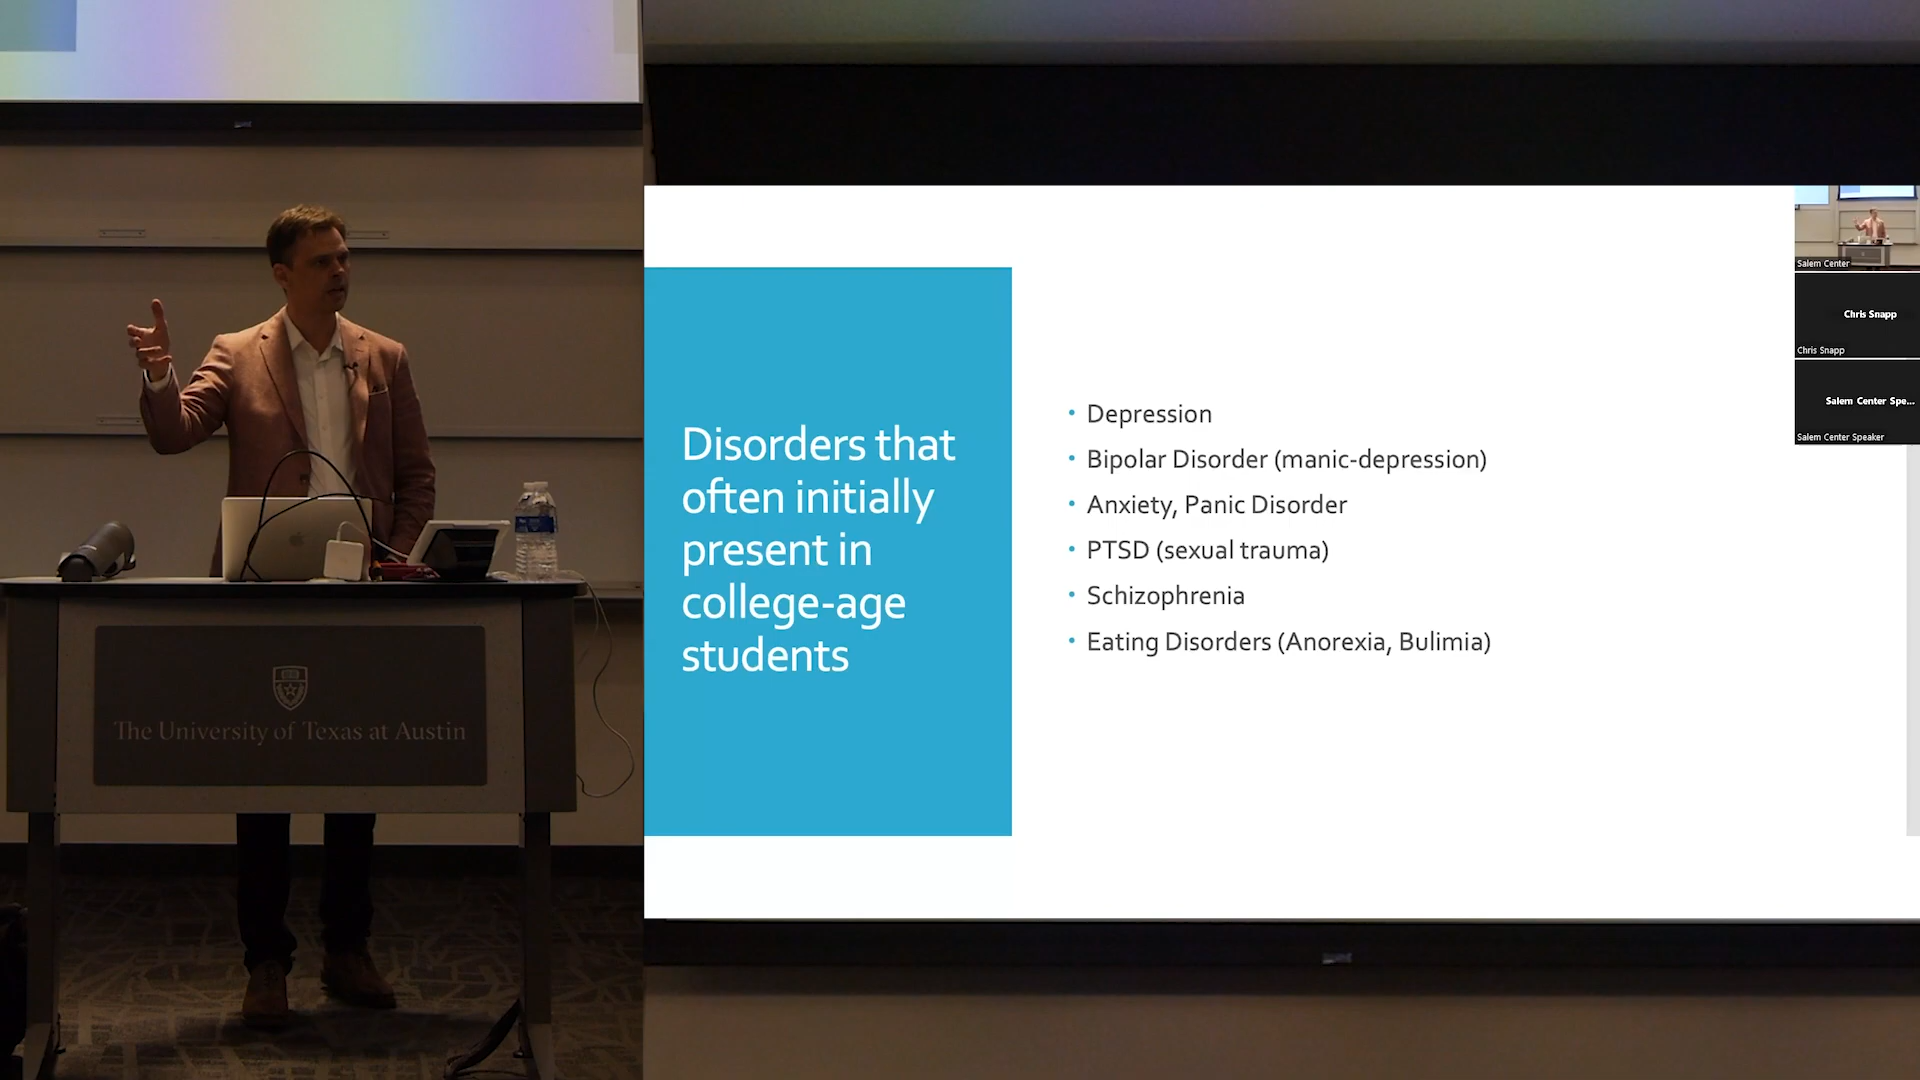 The University of Texas at Austin
Disorders that
often initially
present in
college-age
students
• Depression
• Bipolar Disorder (manic-depression)
• Anxiety, Panic Disorder
• PTSD (sexual trauma)
• Schizophrenia
• Eating Disorders (Anorexia, Bulimia)
Salem Center
Chris Snapp
Chris Snapp
Salem Center Spe...
Salem Center Speaker